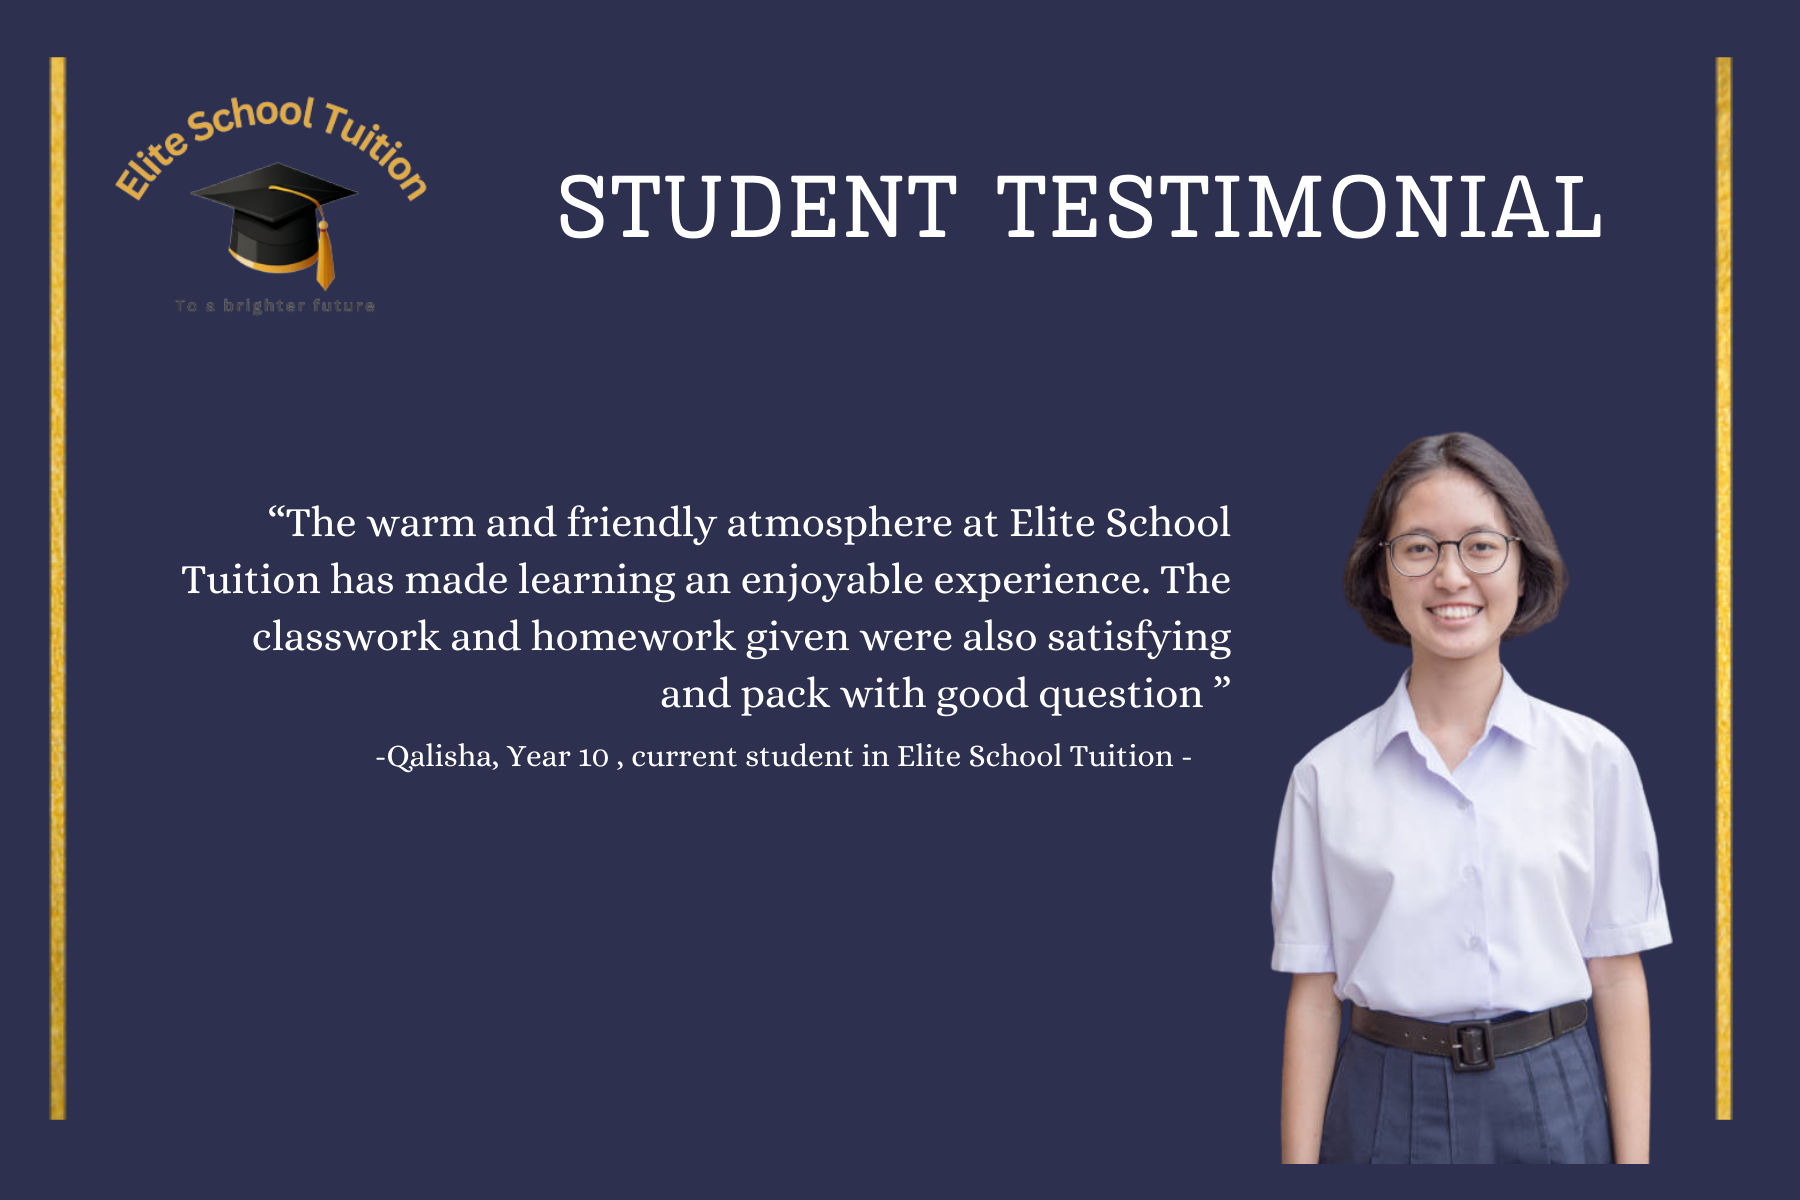 Elite School Tuition
To a brighter future
STUDENT TESTIMONIAL
“The warm and friendly atmosphere at Elite School
Tuition has made learning an enjoyable experience. The
classwork and homework given were also satisfying
and pack with good question ”
-Qalisha, Year 10 , current student in Elite School Tuition -